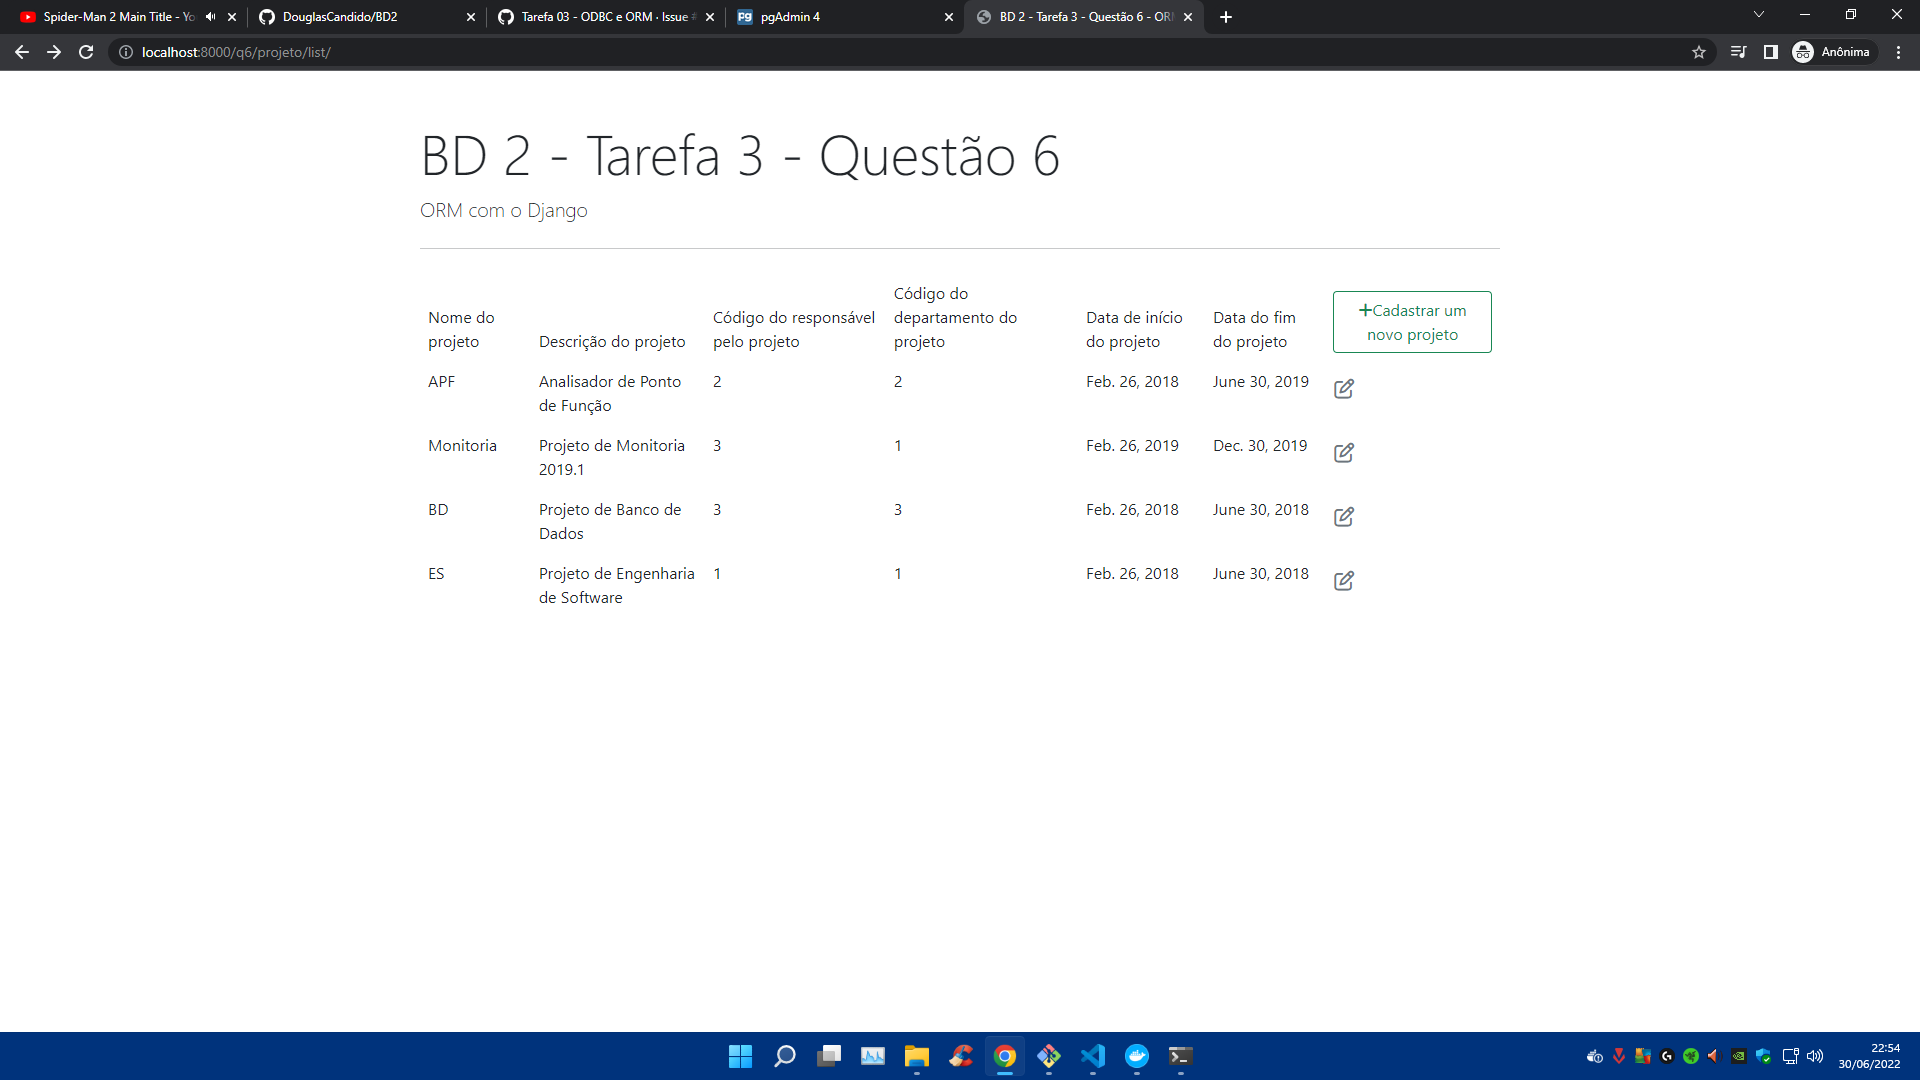 Spider-Man 2 Main Title - Yo
DouglasCandido/BD2
Tarefa 03 - ODBC e ORM · Issue #
pgAdmin 4
BD 2 - Tarefa 3 - Questão 6 - OR
localhost:8000/q6/projeto/list/
Anônima
BD 2 - Tarefa 3 - Questão 6
ORM com o Django
Nome do
projeto
Descrição do projeto
Código do responsável
pelo projeto
Código do
departamento do
projeto
Data de início
do projeto
Data do fim
do projeto
+Cadastrar um
novo projeto
APF
Analisador de Ponto
de Função
2
2
Feb. 26, 2018
June 30, 2019
Monitoria
Projeto de Monitoria
2019.1
3
1
Feb. 26, 2019
Dec. 30, 2019
BD
Projeto de Banco de
Dados
3
3
Feb. 26, 2018
June 30, 2018
ES
Projeto de Engenharia
de Software
1
1
Feb. 26, 2018
June 30, 2018
22:54
30/06/2022